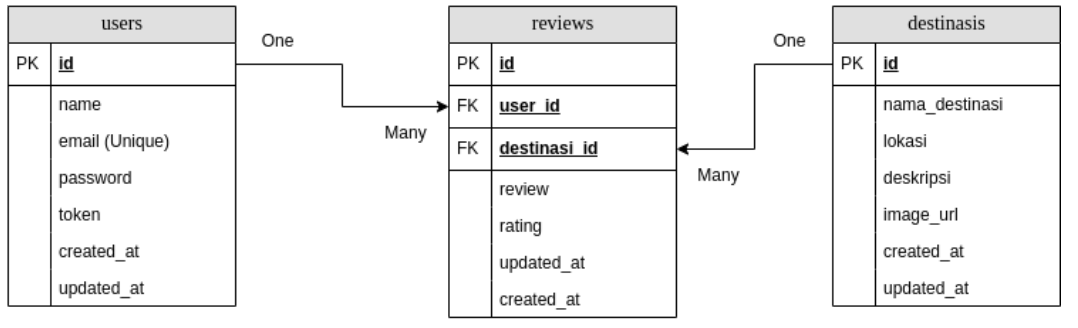 users
PK id
name
email (Unique)
password
token
created_at
updated_at
One
Many
reviews
PK id
FK user_id
FK destinasi_id
review
rating
updated_at
created_at
One
Many
destinasis
PK id
nama_destinasi
lokasi
deskripsi
image_url
created_at
updated_at